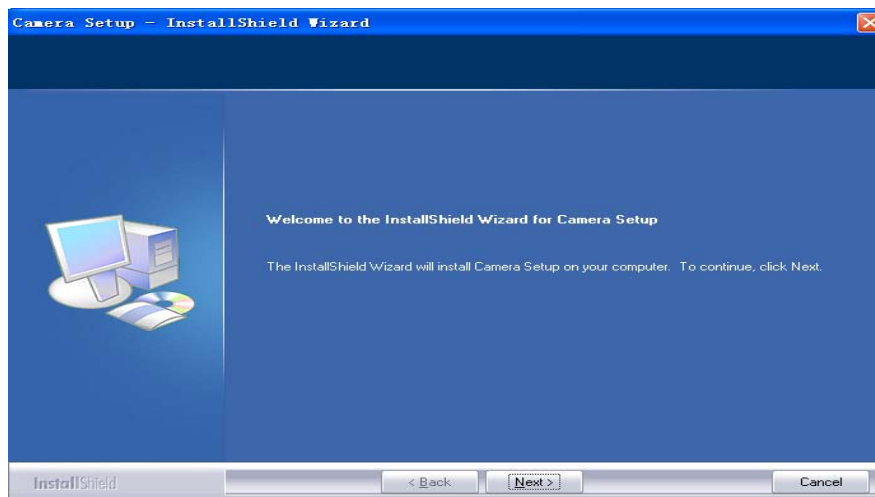 Camera Setup - InstallShield Wizard
Welcome to the InstallShield Wizard for Camera Setup
The InstallShield Wizard will install Camera Setup on your computer. To continue, click Next.
InstallShield
< Back
Next >
Cancel